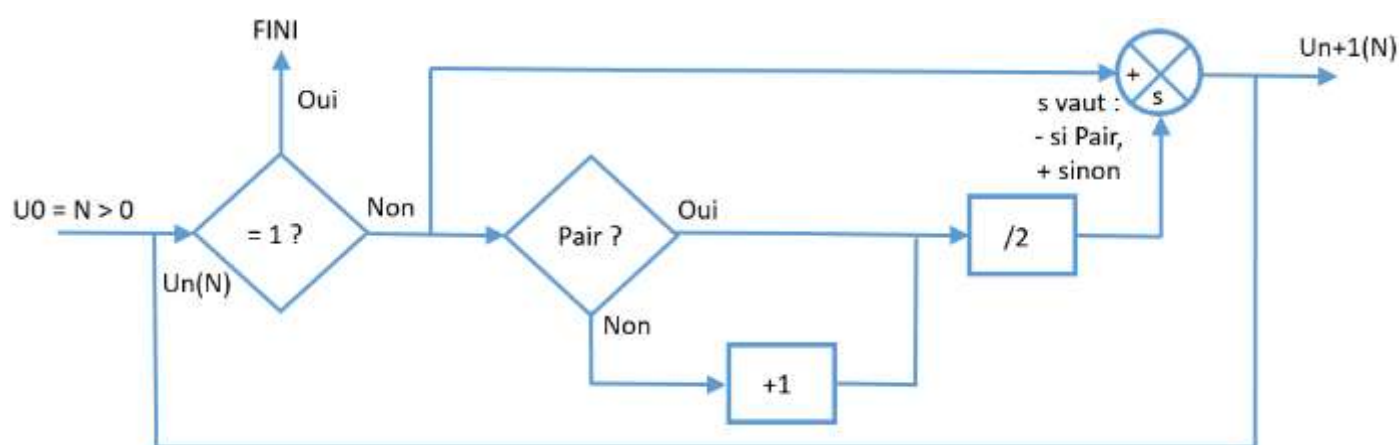 FINI
Un+1(N)
Oui
+
s
s vaut :
- si Pair,
+ sinon
U0 = N > 0
= 1 ?
Non
Pair ?
Oui
/2
Un(N)
Non
+1